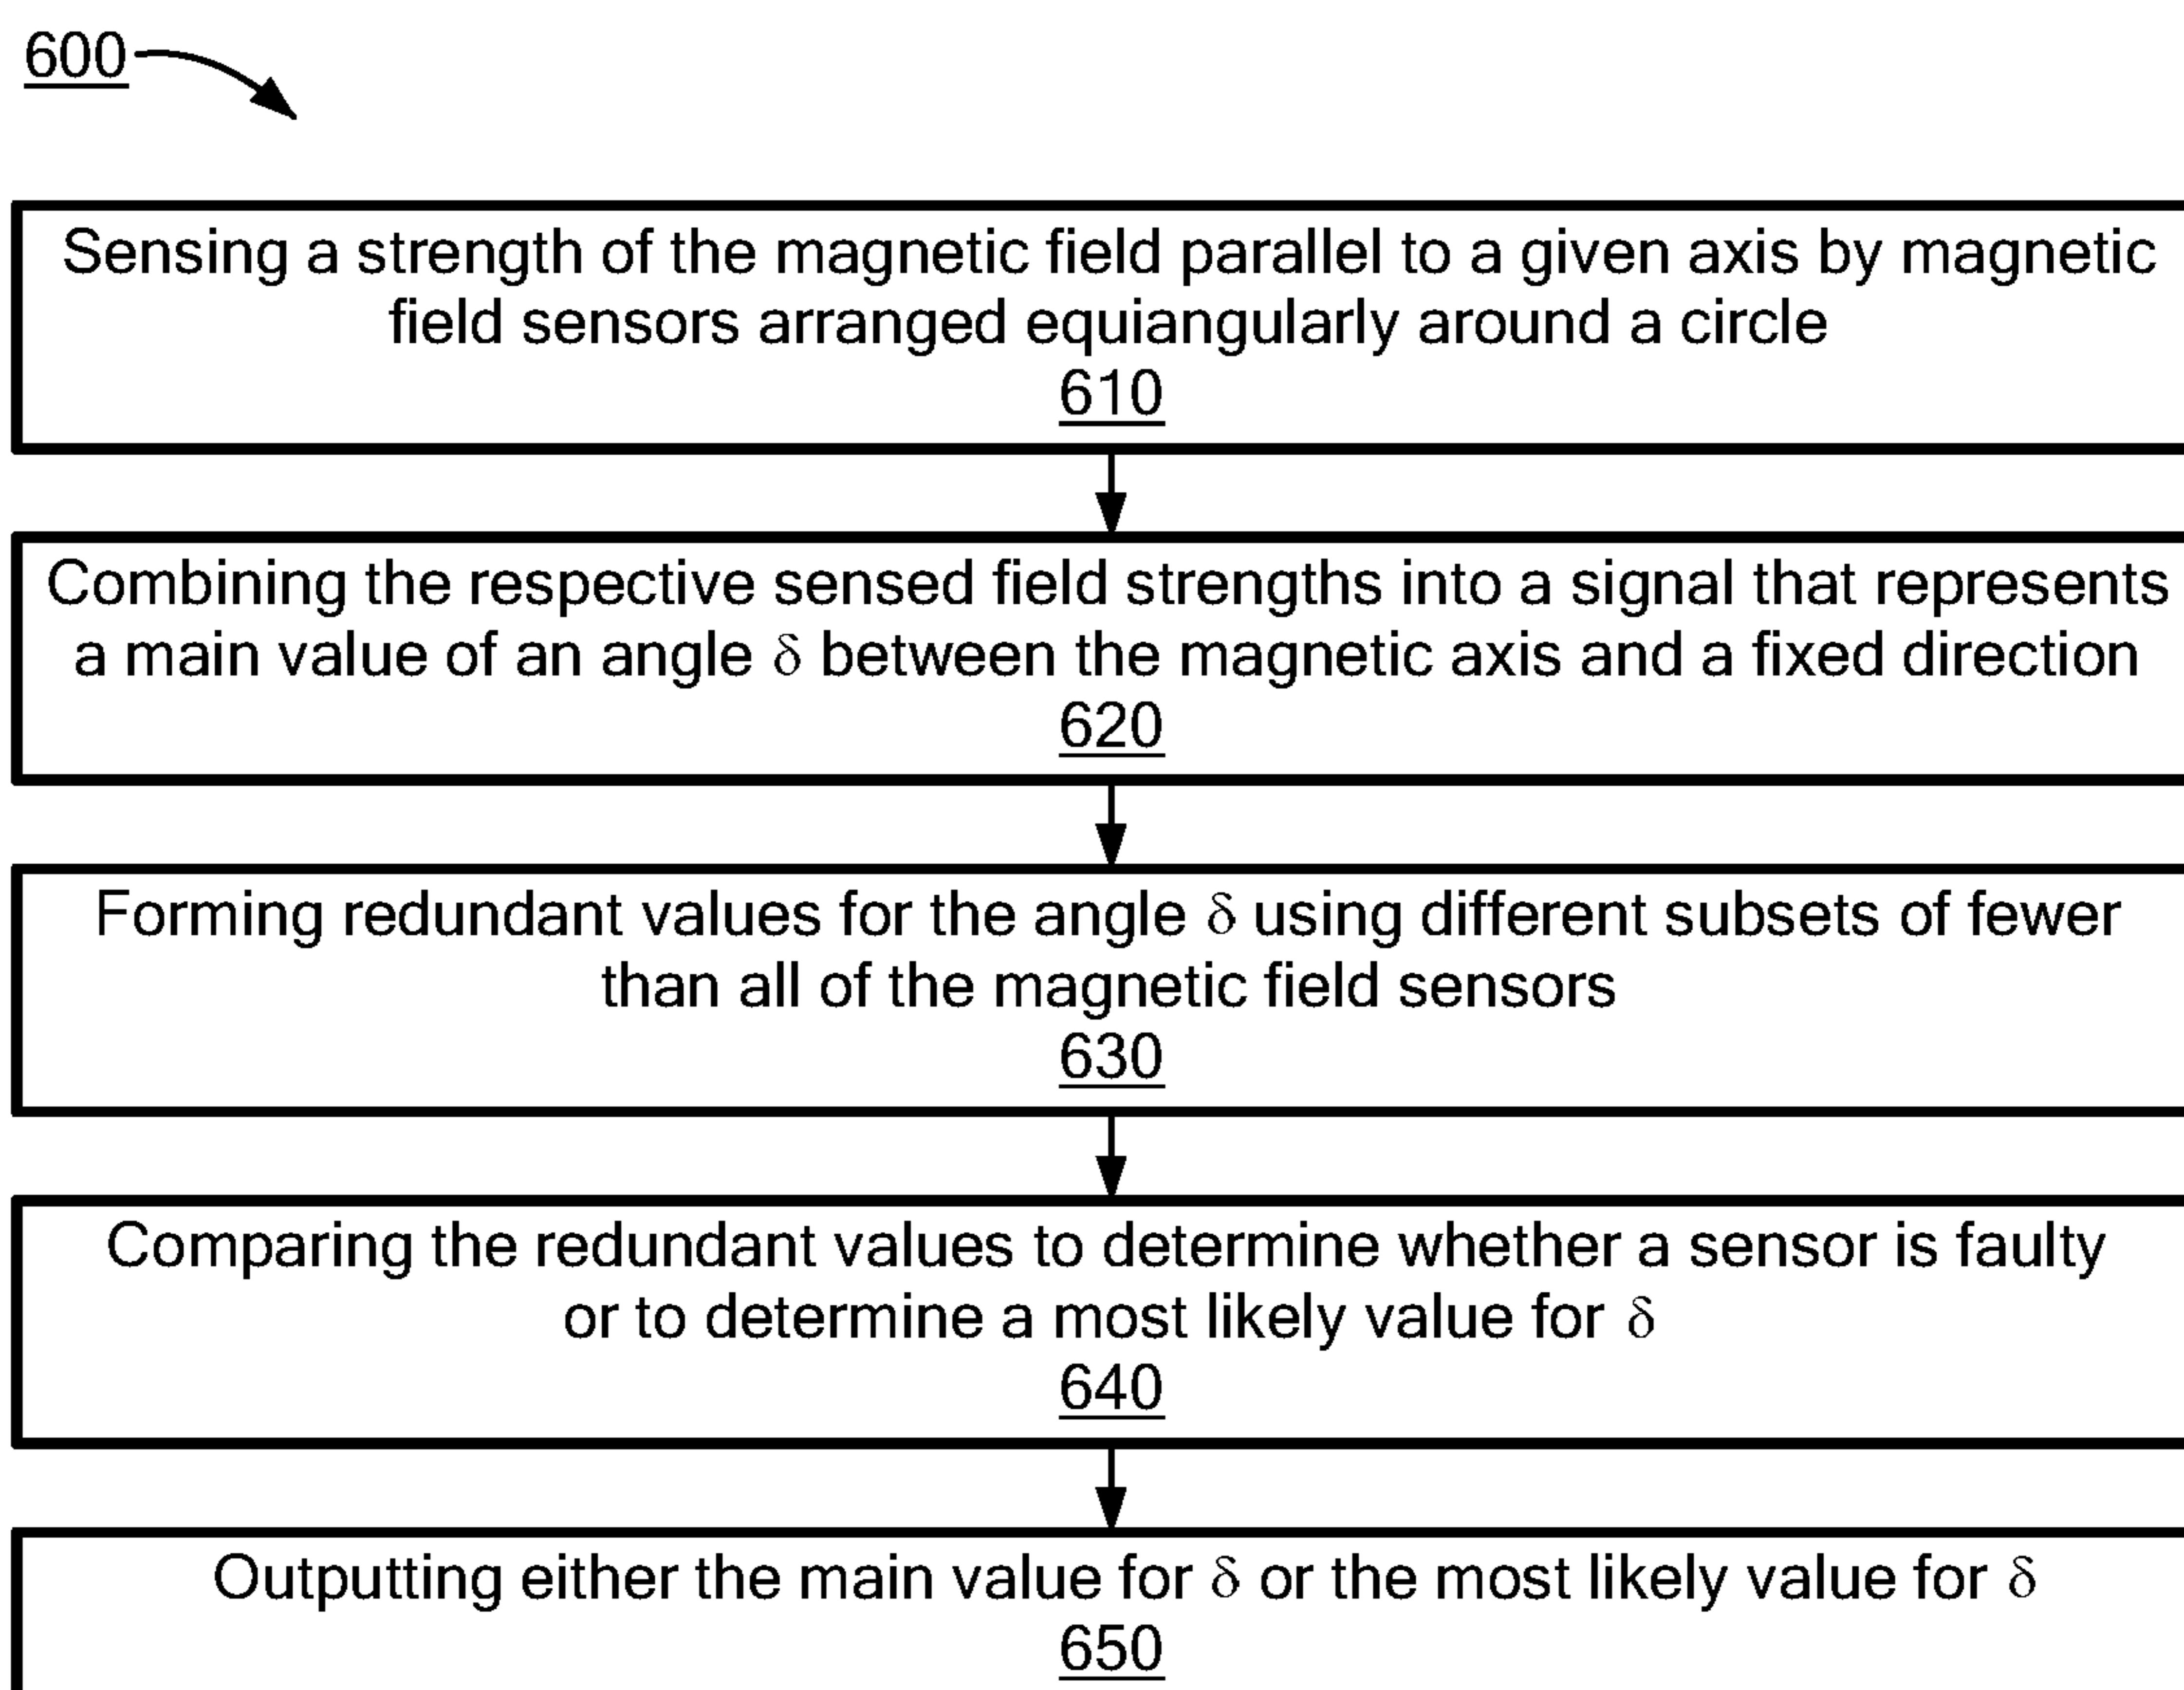 600
Sensing a strength of the magnetic field parallel to a given axis by magnetic
field sensors arranged equiangularly around a circle
610
Combining the respective sensed field strengths into a signal that represents
a main value of an angle δ between the magnetic axis and a fixed direction
620
Forming redundant values for the angle δ using different subsets of fewer
than all of the magnetic field sensors
630
Comparing the redundant values to determine whether a sensor is faulty
or to determine a most likely value for δ
640
Outputting either the main value for δ or the most likely value for δ
650